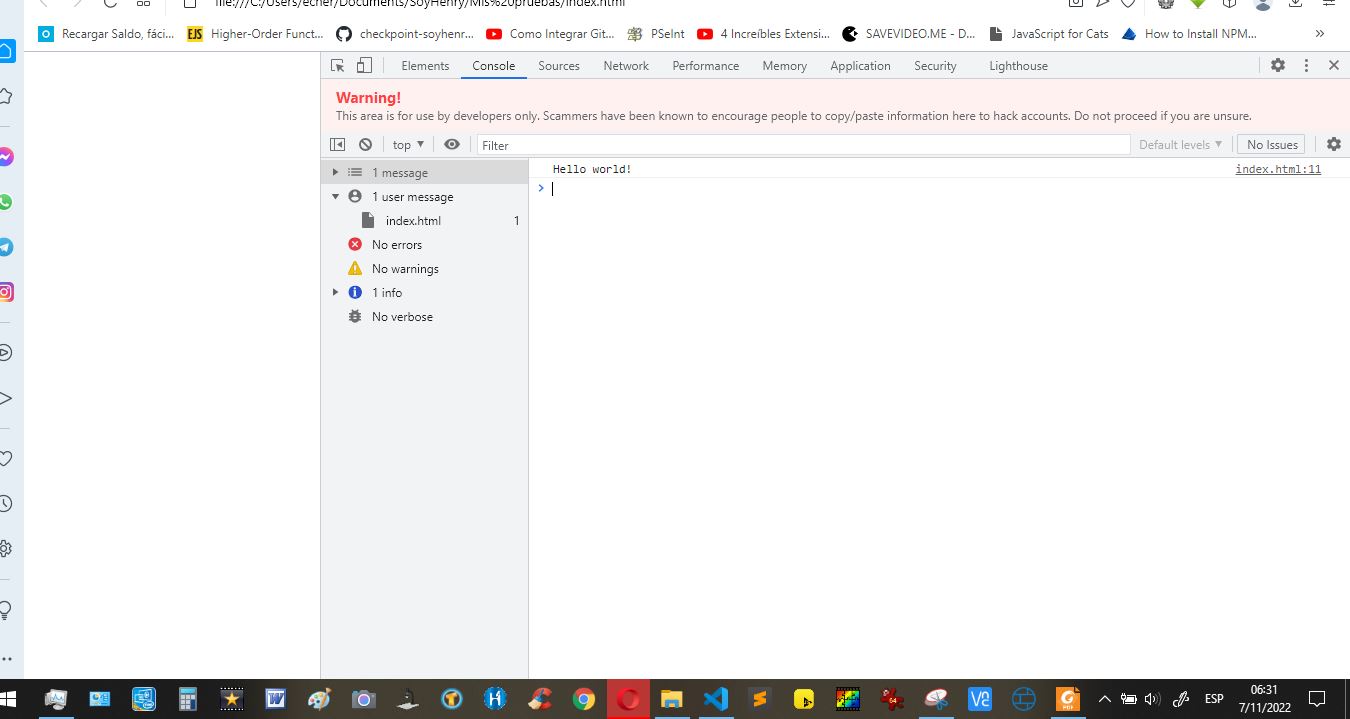 file:///C:/Users/echer/Documents/SoyHenry/Mis%20pruebas/index.html
Recargar Saldo, fáci... EJS Higher-Order Funct... checkpoint-soyhenr... Como Integrar Git... PSeInt 4 Increíbles Extensi... SAVEVIDEO.ME - D... JavaScript for Cats How to Install NPM... »
Elements Console Sources Network Performance Memory Application Security Lighthouse
Warning!
This area is for use by developers only. Scammers have been known to encourage people to copy/paste information here to hack accounts. Do not proceed if you are unsure.
top Filter Default levels No Issues
1 message
Hello world! index.html:11
1 user message
index.html 1
No errors
No warnings
1 info
No verbose
ESP
06:31
7/11/2022